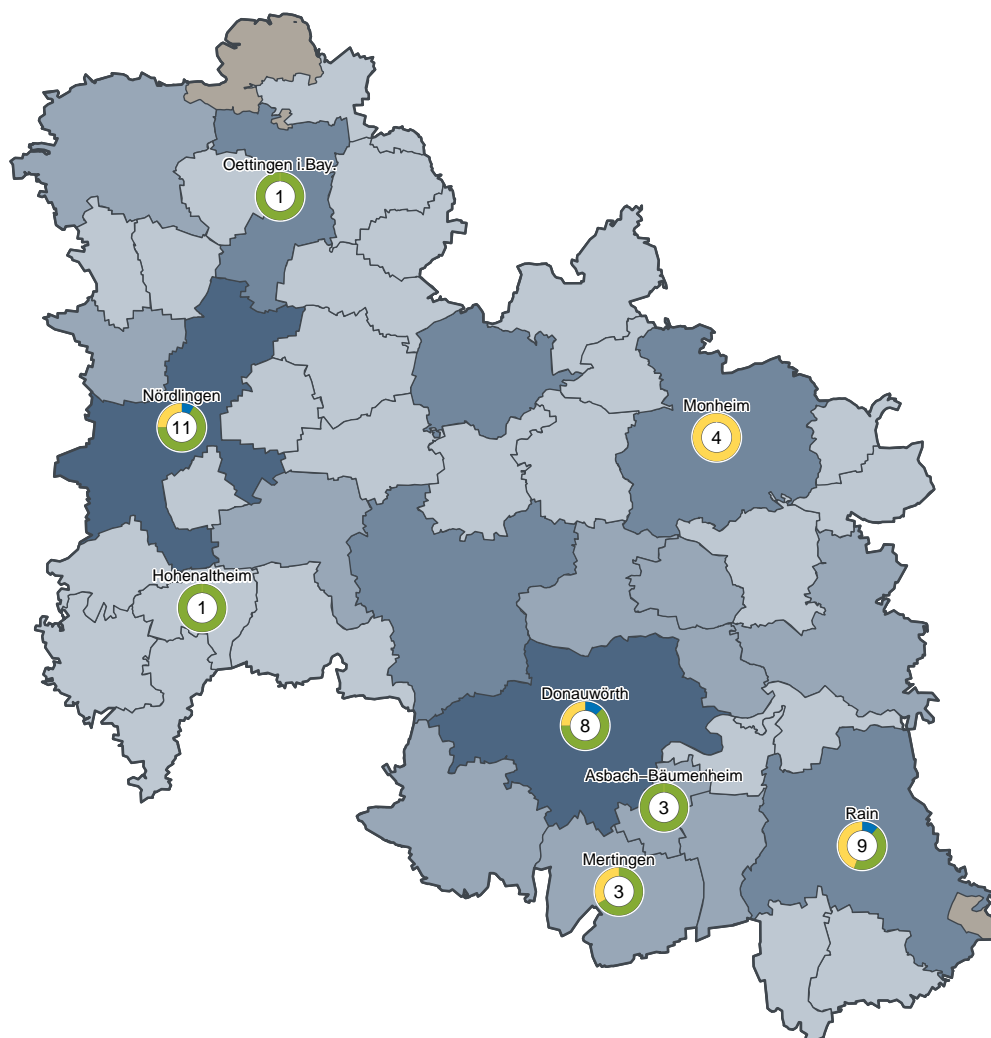 Oettingen i.Bay.
1
Nördlingen
11
Monheim
4
Hohenaltheim
1
Donauwörth
8
Asbach−Bäumenheim
3
Rain
9
Mertingen
3